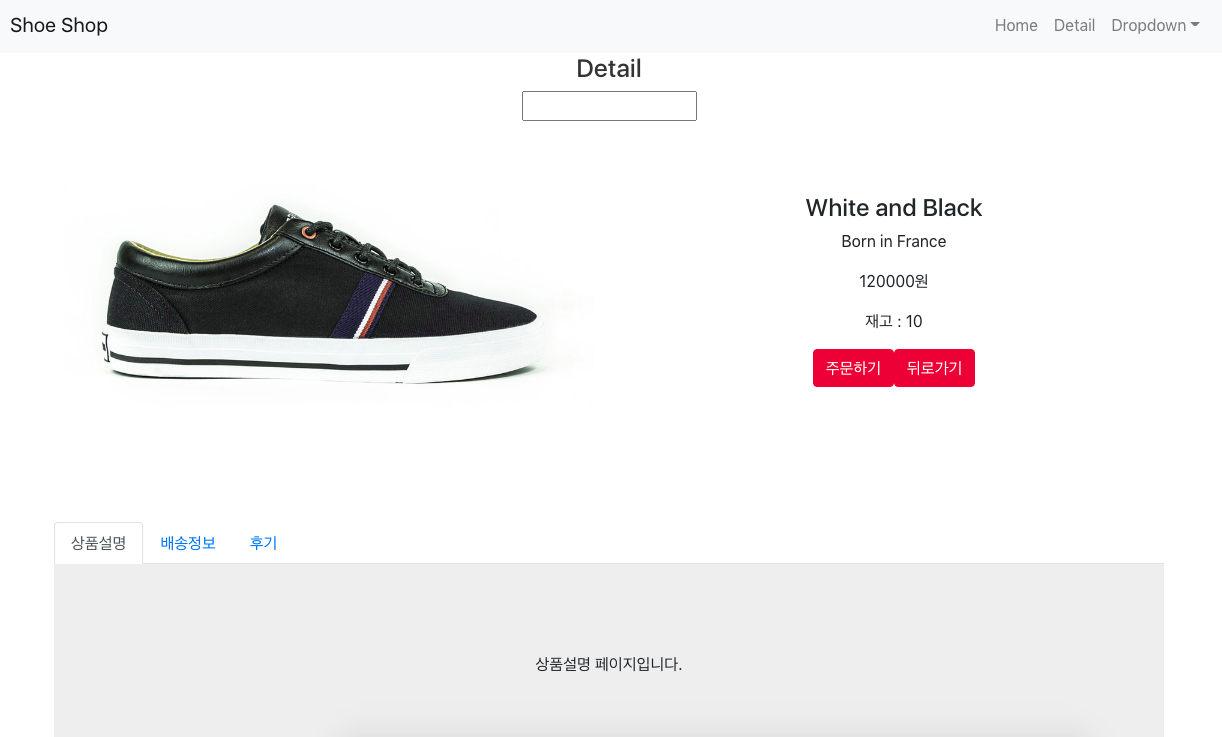 Shoe Shop
Home Detail Dropdown
Detail
White and Black
Born in France
120000원
재고 : 10
주문하기 뒤로가기
상품설명 배송정보 후기
상품설명 페이지입니다.